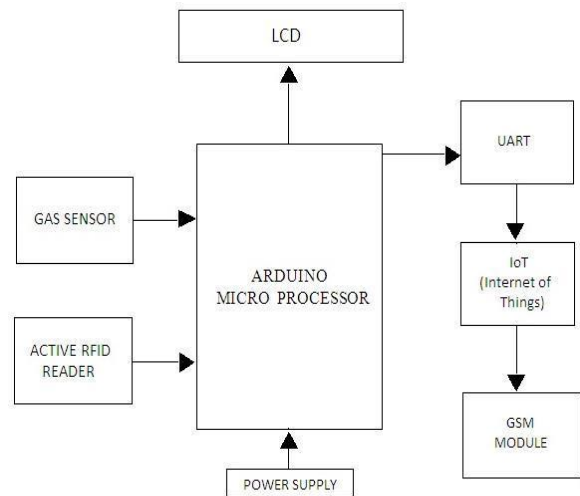 LCD
UART
GAS SENSOR
IoT
(Internet of
Things)
ARDUINO
MICRO PROCESSOR
ACTIVE RFID
READER
GSM
MODULE
POWER SUPPLY